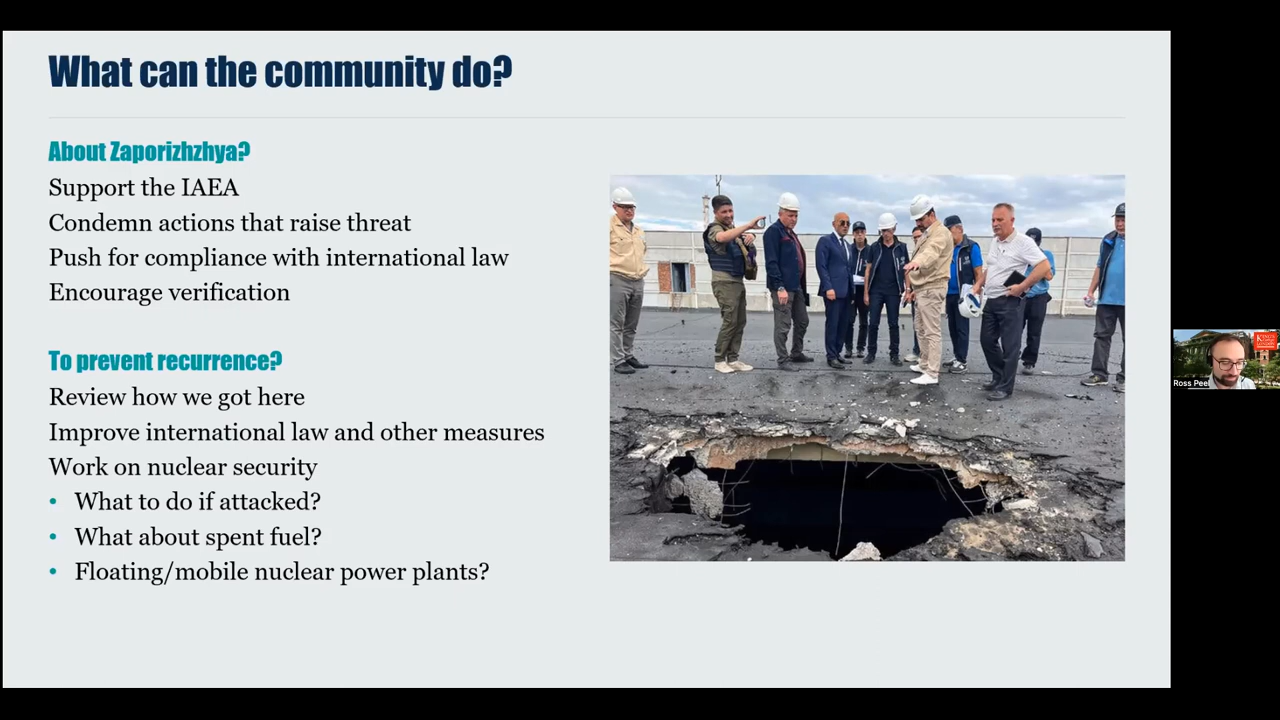 What can the community do?
About Zaporizhzhya?
Support the IAEA
Condemn actions that raise threat
Push for compliance with international law
Encourage verification
To prevent recurrence?
Review how we got here
Improve international law and other measures
Work on nuclear security
• What to do if attacked?
• What about spent fuel?
• Floating/mobile nuclear power plants?
Ross Peel